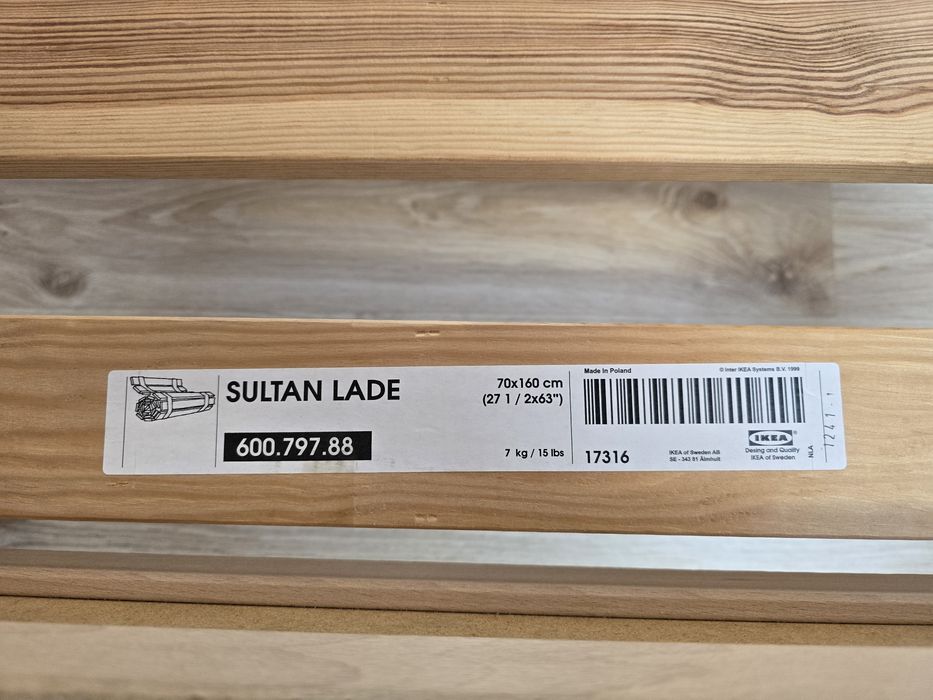 SULTAN LADE
600.797.88
70x160 cm
(27 1 / 2x63")
7 kg / 15 lbs
Made in Poland
© Inter IKEA Systems B.V. 1999
17316
IKEA of Sweden AB
SE - 343 81 Älmhult
IKEA®
Desing and Quality
IKEA of Sweden
NLA
1241 1